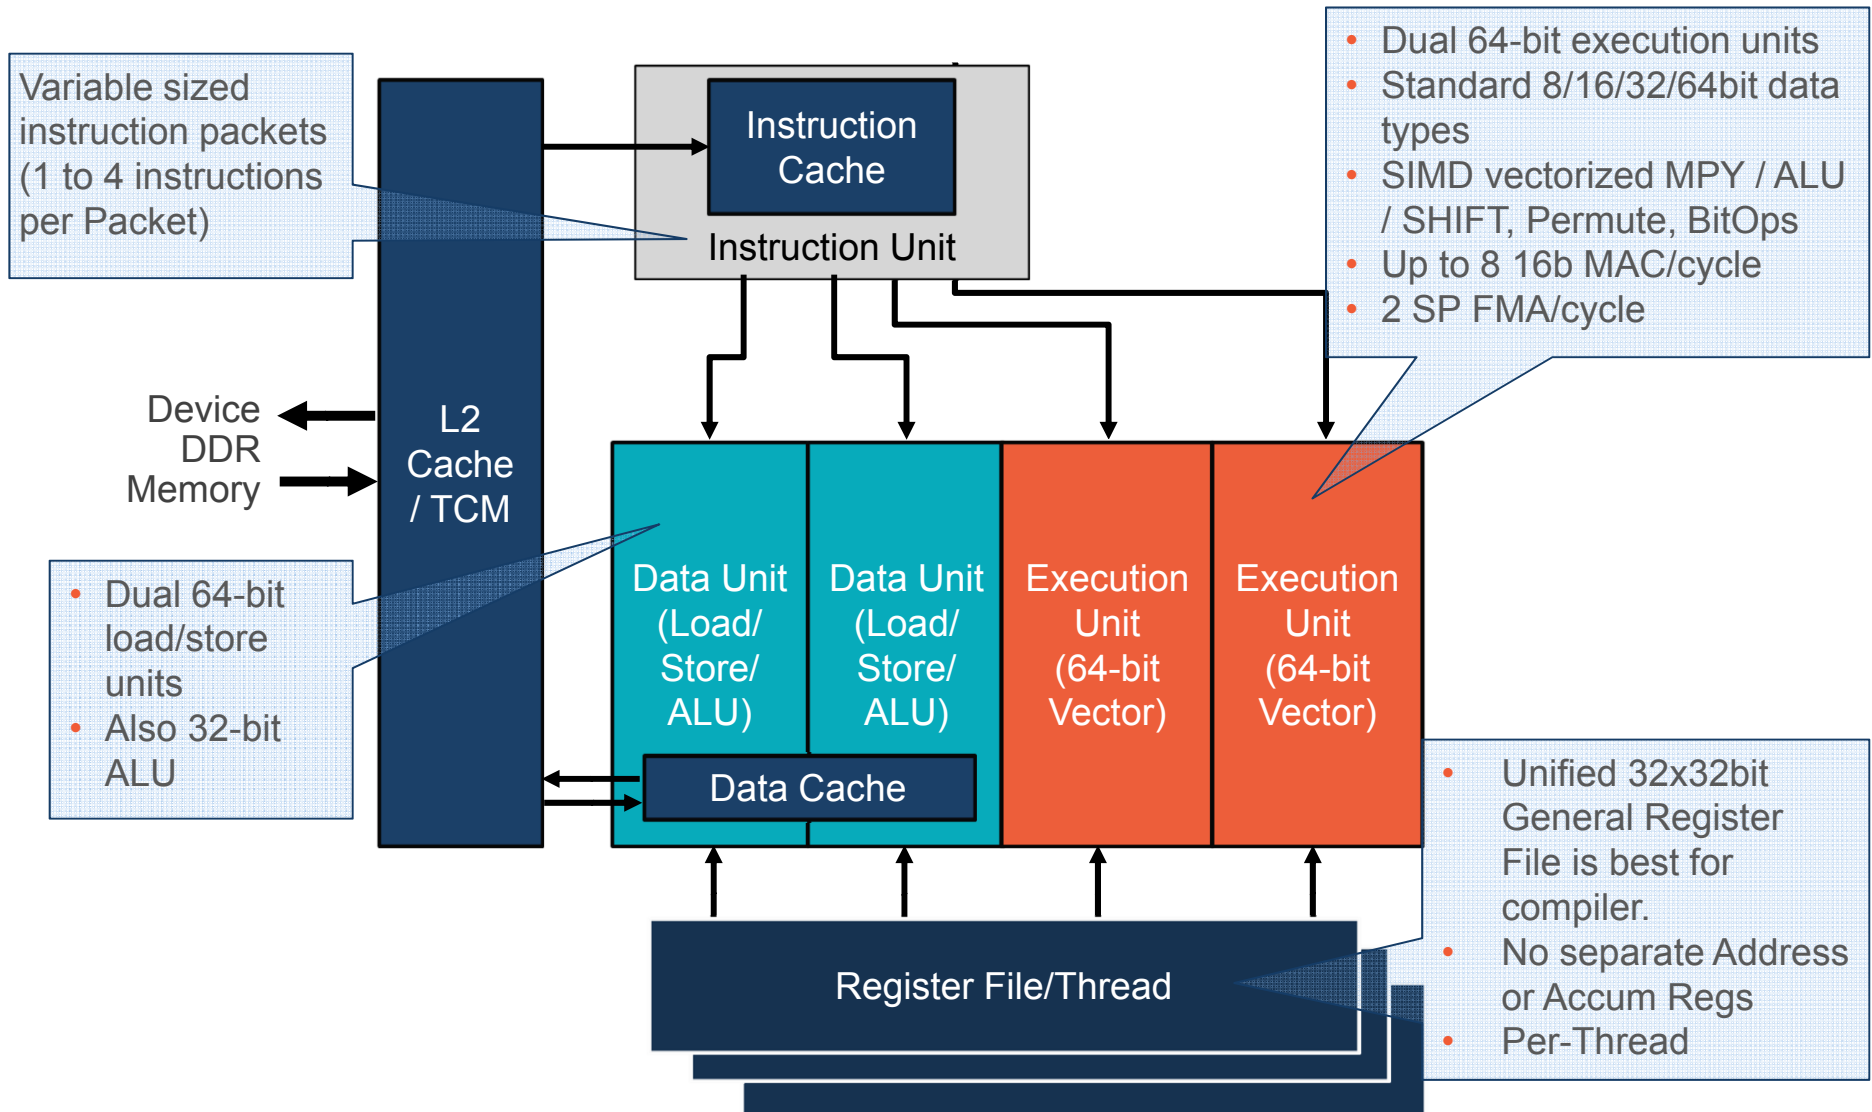 Variable sized
instruction packets
(1 to 4 instructions
per Packet)
Instruction
Cache
Instruction Unit
• Dual 64-bit execution units
• Standard 8/16/32/64bit data
types
• SIMD vectorized MPY / ALU
/ SHIFT, Permute, BitOps
• Up to 8 16b MAC/cycle
• 2 SP FMA/cycle
Device
DDR
Memory
L2
Cache
/ TCM
• Dual 64-bit
load/store
units
• Also 32-bit
ALU
Data Unit
(Load/
Store/
ALU)
Data Unit
(Load/
Store/
ALU)
Execution
Unit
(64-bit
Vector)
Execution
Unit
(64-bit
Vector)
Data Cache
• Unified 32x32bit
General Register
File is best for
compiler.
• No separate Address
or Accum Regs
• Per-Thread
Register File/Thread